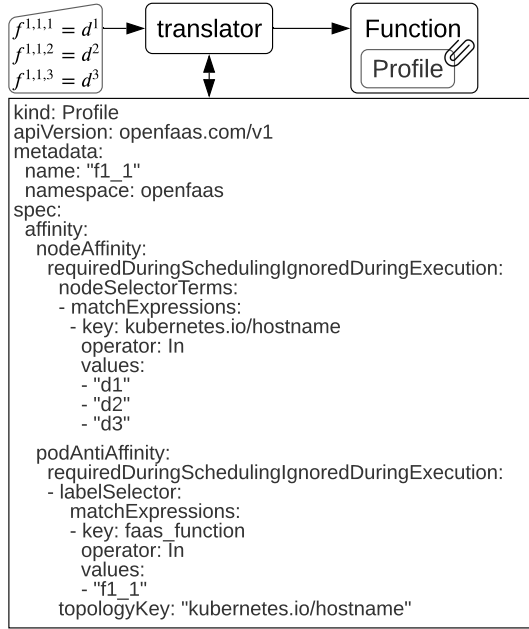 f^{1,1,1} = d^1
f^{1,1,2} = d^2
f^{1,1,3} = d^3
translator
Function
Profile
kind: Profile
apiVersion: openfaas.com/v1
metadata:
  name: "f1_1"
  namespace: openfaas
spec:
  affinity:
    nodeAffinity:
      requiredDuringSchedulingIgnoredDuringExecution:
        nodeSelectorTerms:
        - matchExpressions:
          - key: kubernetes.io/hostname
            operator: In
            values:
            - "d1"
            - "d2"
            - "d3"
    podAntiAffinity:
      requiredDuringSchedulingIgnoredDuringExecution:
      - labelSelector:
          matchExpressions:
          - key: faas_function
            operator: In
            values:
            - "f1_1"
        topologyKey: "kubernetes.io/hostname"